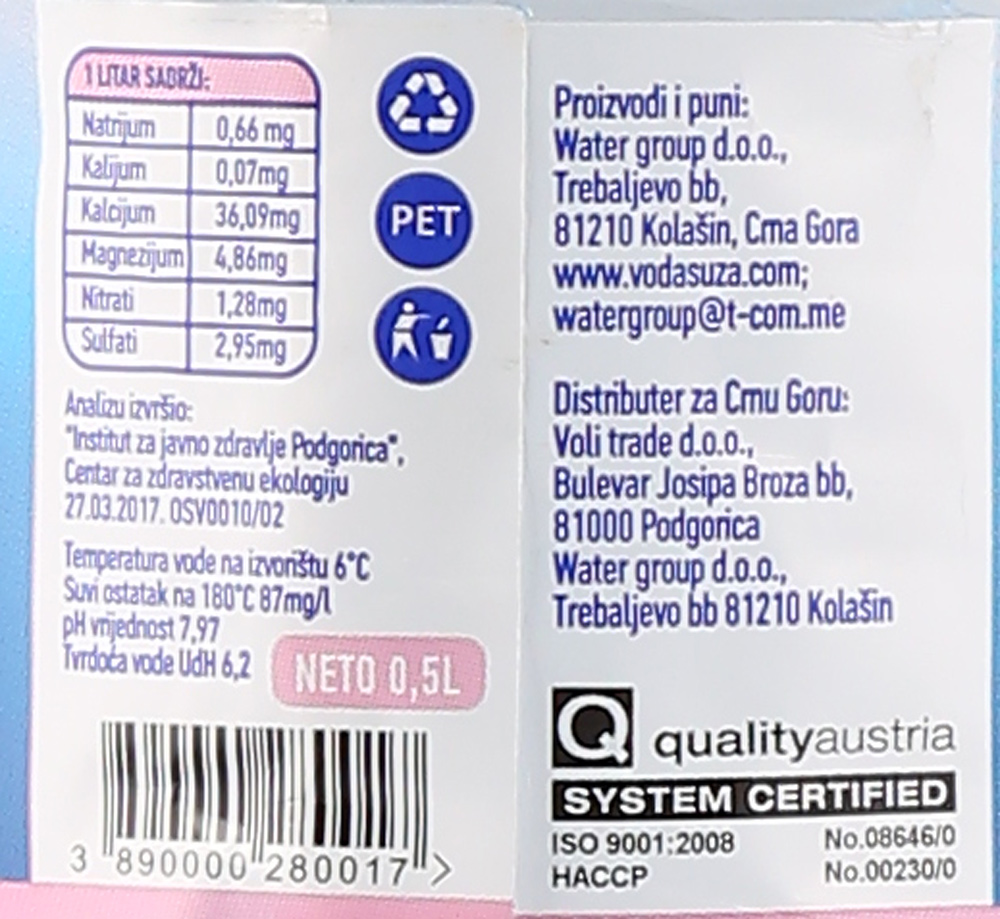 1 LITAR SADRŽI:
Natrijum 0,66 mg
Kalijum 0,07mg
Kalcijum 36,09mg
Magnezijum 4,86mg
Nitrati 1,28mg
Sulfati 2,95mg
PET
Analizu izvršio:
"Institut za javno zdravlje Podgorica",
Centar za zdravstvenu ekologiju
27.03.2017. OSV0010/02
Temperatura vode na izvorištu 6°C
Suvi ostatak na 180°C 87mg/l
pH vrijednost 7,97
Tvrdoća vode UdH 6,2
NETO 0,5L
3 890000 280017 >
Proizvodi i puni:
Water group d.o.o.,
Trebaljevo bb,
81210 Kolašin, Crna Gora
www.vodasuza.com;
watergroup@t-com.me
Distributer za Crnu Goru:
Voli trade d.o.o.,
Bulevar Josipa Broza bb,
81000 Podgorica
Water group d.o.o.,
Trebaljevo bb 81210 Kolašin
Q qualityaustria
SYSTEM CERTIFIED
ISO 9001:2008 No.08646/0
HACCP No.00230/0